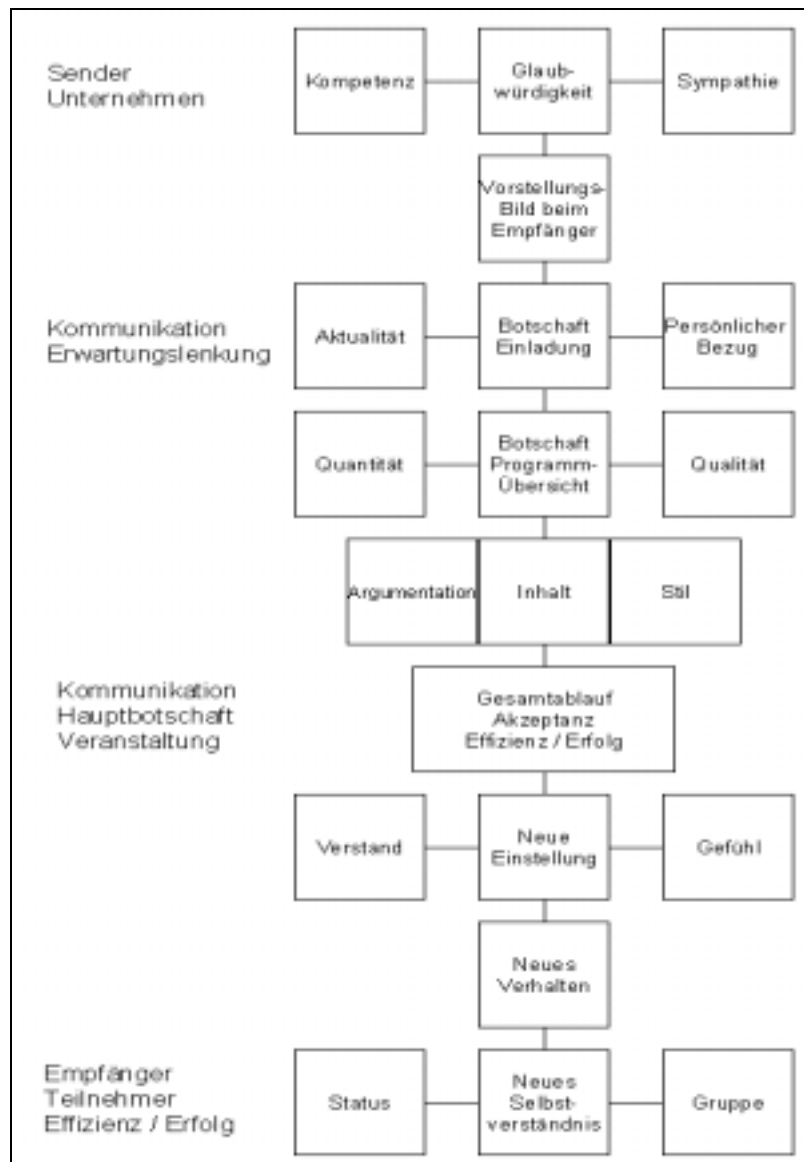 Sender
Unternehmen
Kompetenz
Glaub-
würdigkeit
Sympathie
Vorstellungs-
Bild beim
Empfänger
Kommunikation
Erwartungslenkung
Aktualität
Botschaft
Einladung
Persönlicher
Bezug
Quantität
Botschaft
Programm-
Übersicht
Qualität
Argumentation
Inhalt
Stil
Kommunikation
Hauptbotschaft
Veranstaltung
Gesamtablauf
Akzeptanz
Effizienz / Erfolg
Verstand
Neue
Einstellung
Gefühl
Neues
Verhalten
Empfänger
Teilnehmer
Effizienz / Erfolg
Status
Neues
Selbst-
verständnis
Gruppe